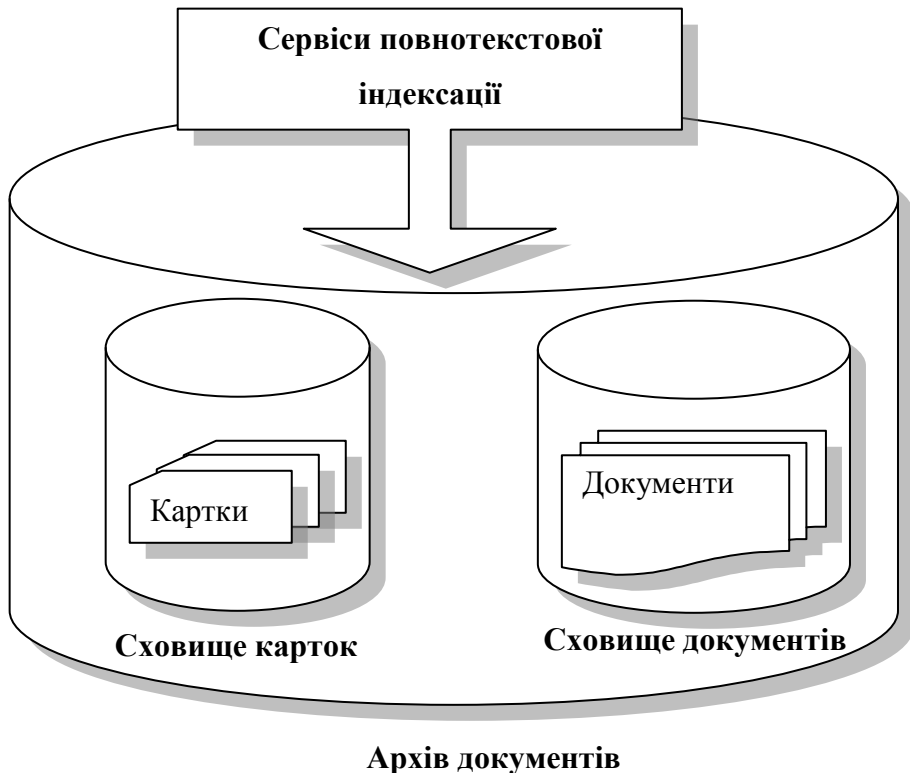 Сервіси повнотекстової
індексації
Картки
Документи
Сховище карток
Сховище документів
Архів документів